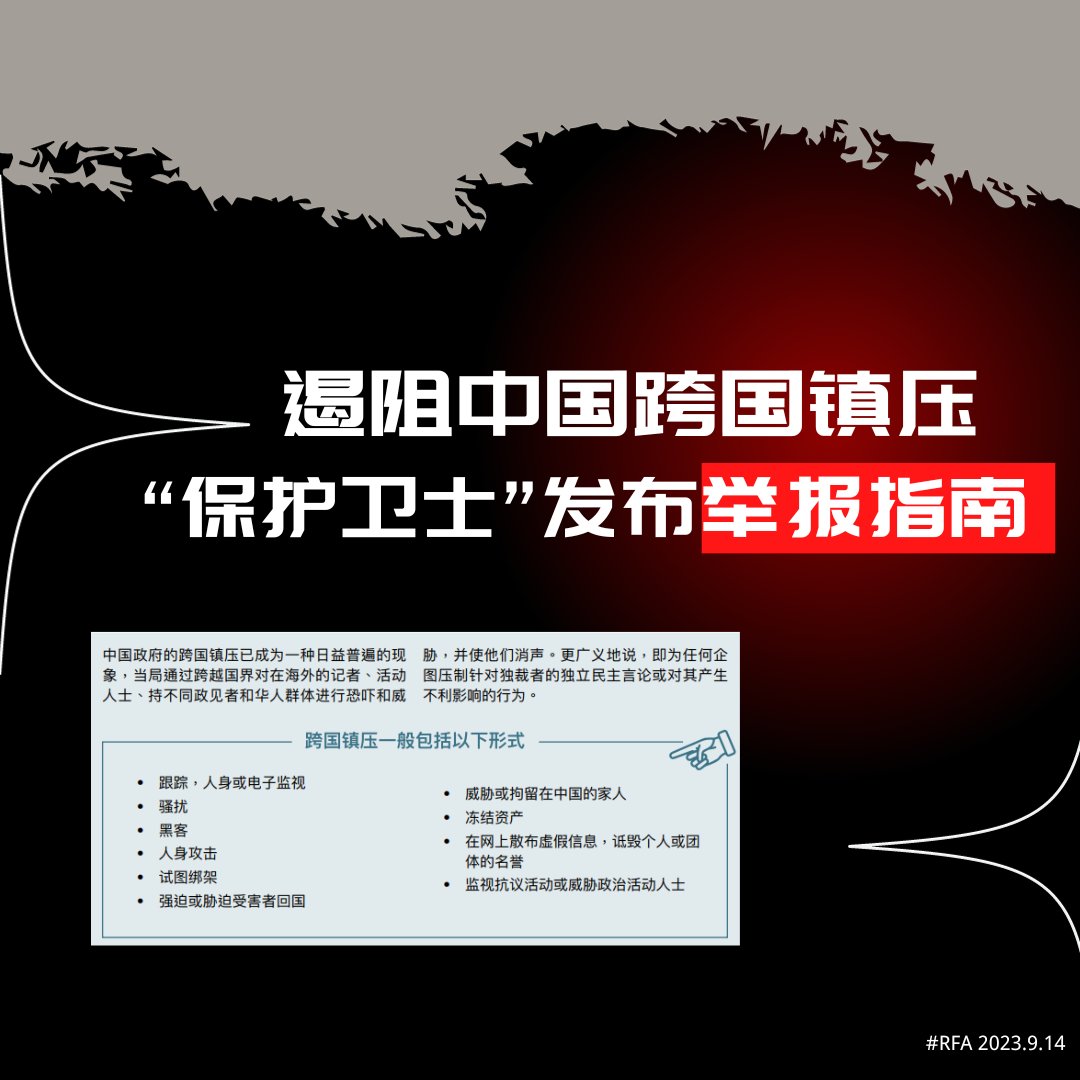 遏阻中国跨国镇压
“保护卫士”发布举报指南
中国政府的跨国镇压已成为一种日益普遍的现
象，当局通过跨越国界对在海外的记者、活动
人士、持不同政见者和华人群体进行恐吓和威
胁，并使他们消声。更广义地说，即为任何企
图压制针对独裁者的独立民主言论或对其产生
不利影响的行为。
跨国镇压一般包括以下形式
• 跟踪，人身或电子监视
• 骚扰
• 黑客
• 人身攻击
• 试图绑架
• 强迫或胁迫受害者回国
• 威胁或拘留在中国的家人
• 冻结资产
• 在网上散布虚假信息，诋毁个人或团
体的名誉
• 监视抗议活动或威胁政治活动人士
#RFA 2023.9.14